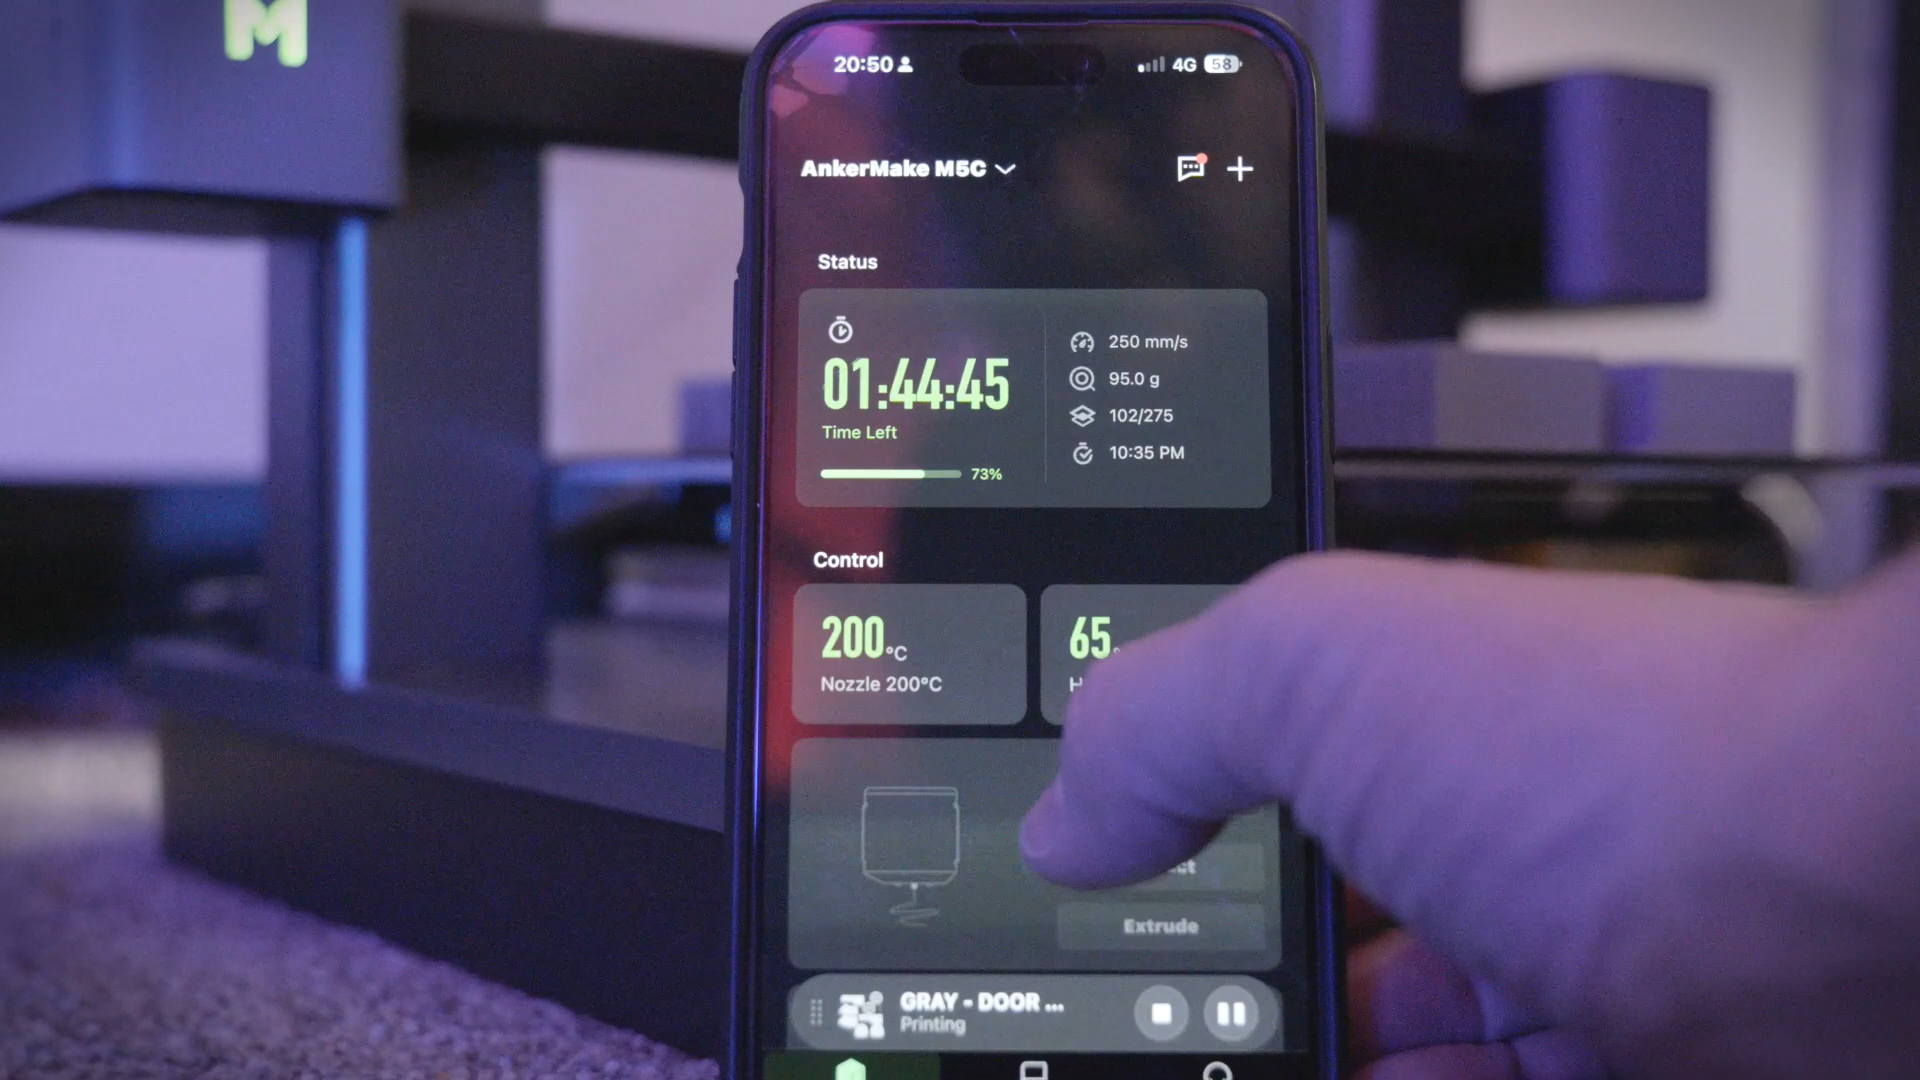 M
20:50 4G 58
AnkerMake M5C
Status
01:44:45
Time Left
73%
250 mm/s
95.0 g
102/275
10:35 PM
Control
200°C
Nozzle 200°C
65
Extrude
GRAY - DOOR ...
Printing